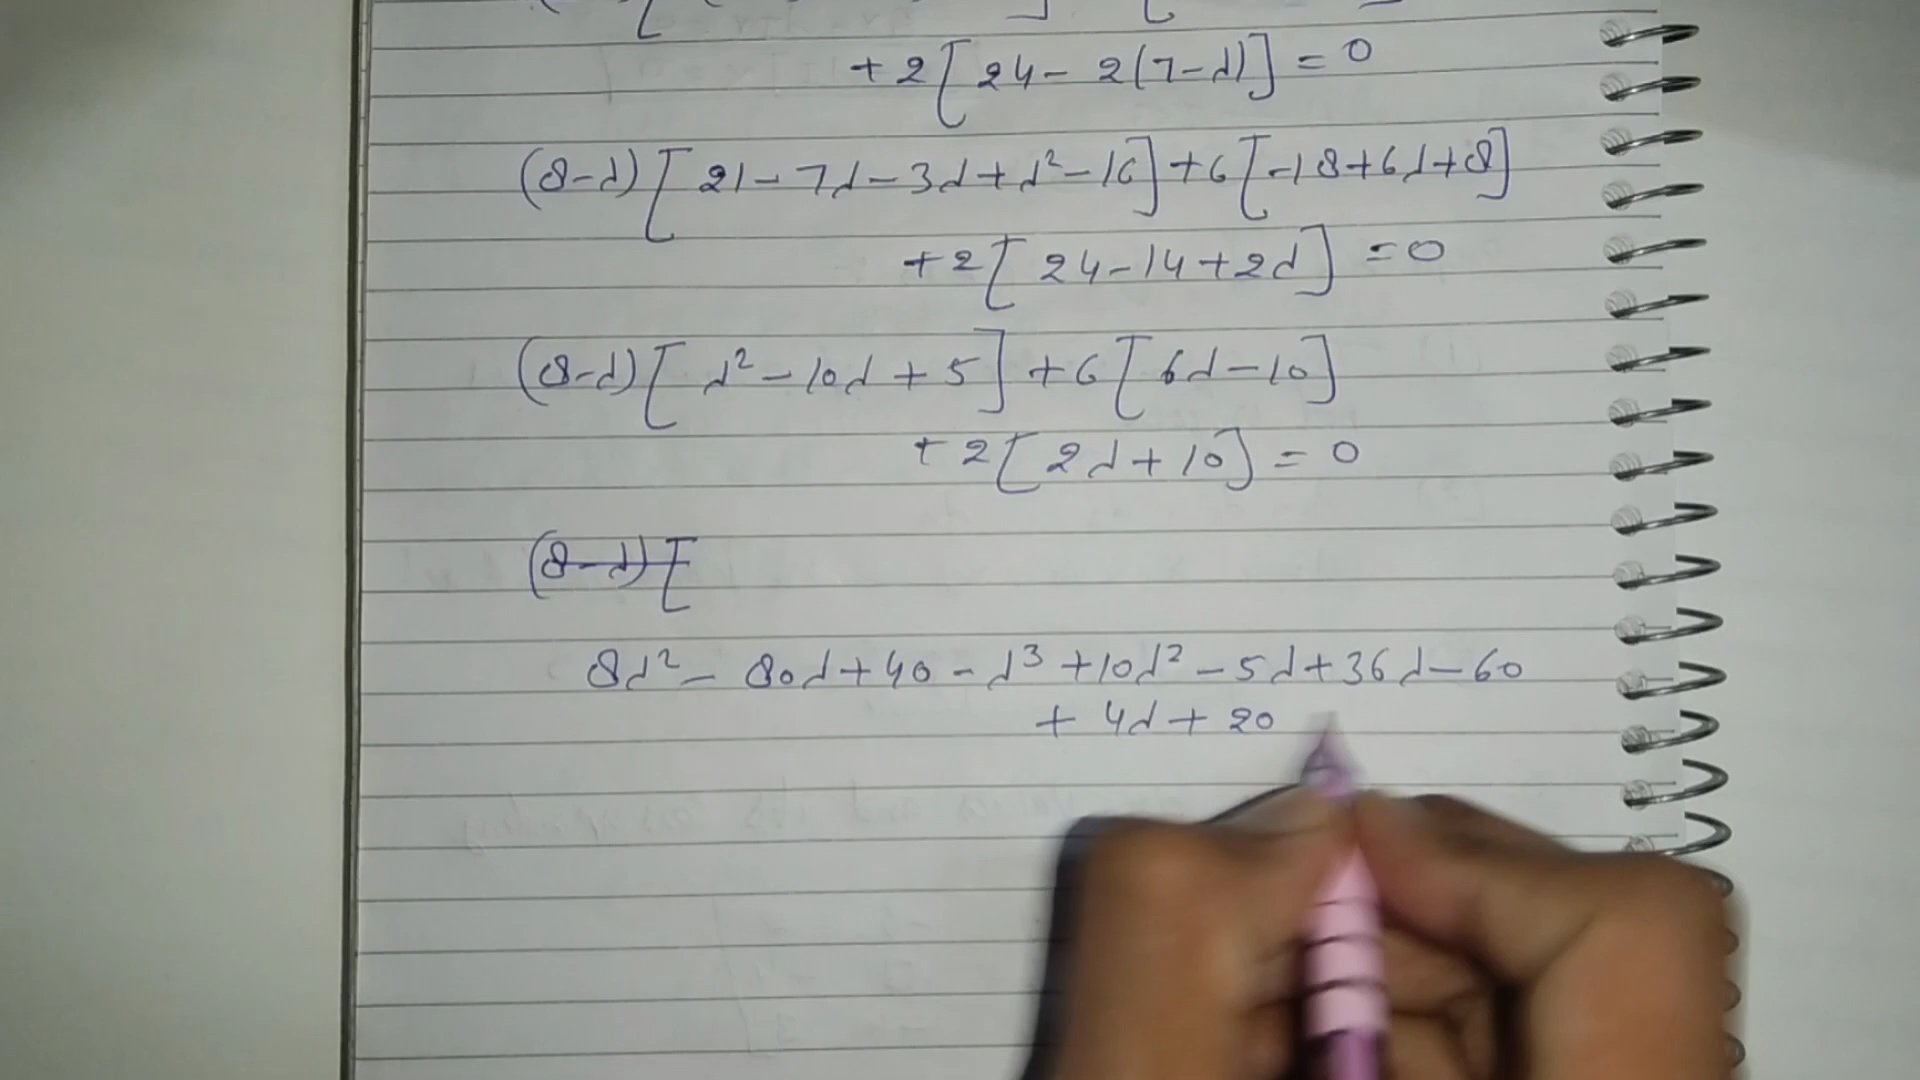 +2[24-2(7-λ)]=0
(8-λ)[21-7λ-3λ+λ²-16]+6[-18+6λ+8]
+2[24-14+2λ]=0
(8-λ)[λ²-10λ+5]+6[6λ-10]
+2[2λ+10]=0
(8-λ)[
8λ²-80λ+40-λ³+10λ²-5λ+36λ-60
+4λ+20